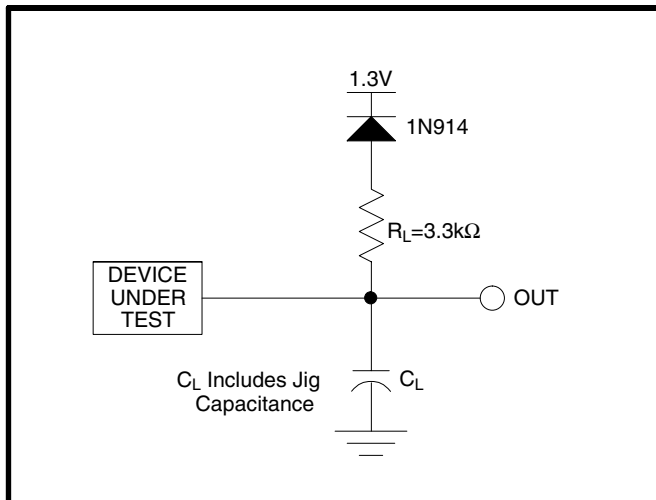 1.3V
1N914
R_L=3.3kΩ
DEVICE
UNDER
TEST
OUT
C_L Includes Jig
Capacitance
C_L